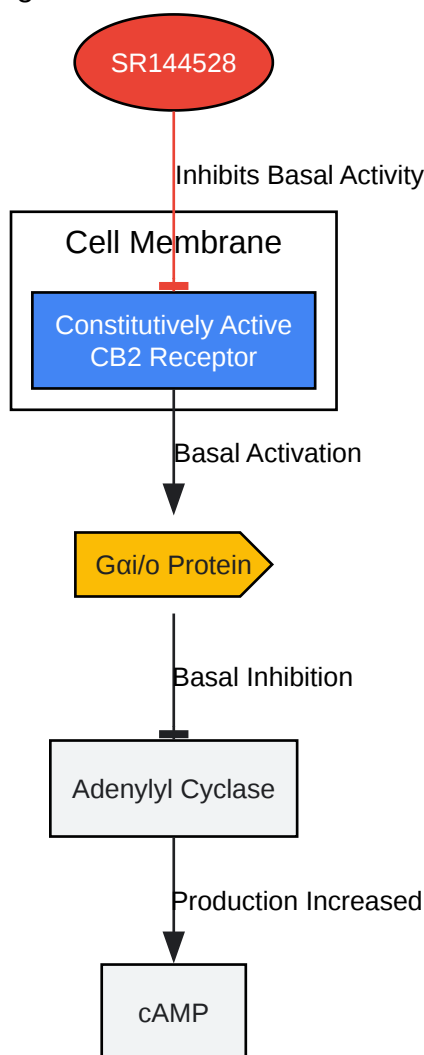 SR144528
Inhibits Basal Activity
Cell Membrane
Constitutively Active
CB2 Receptor
Basal Activation
Gαi/o Protein
Basal Inhibition
Adenylyl Cyclase
Production Increased
cAMP